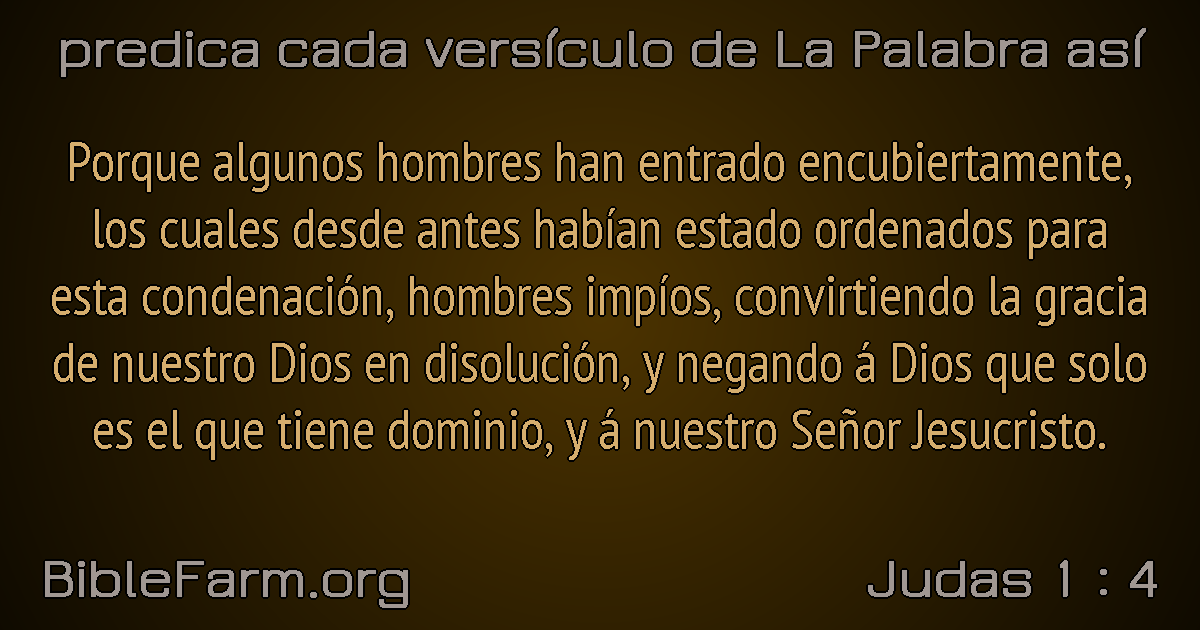 predica cada versículo de La Palabra así
Porque algunos hombres han entrado encubiertamente,
los cuales desde antes habían estado ordenados para
esta condenación, hombres impíos, convirtiendo la gracia
de nuestro Dios en disolución, y negando á Dios que solo
es el que tiene dominio, y á nuestro Señor Jesucristo.
BibleFarm.org
Judas 1 : 4